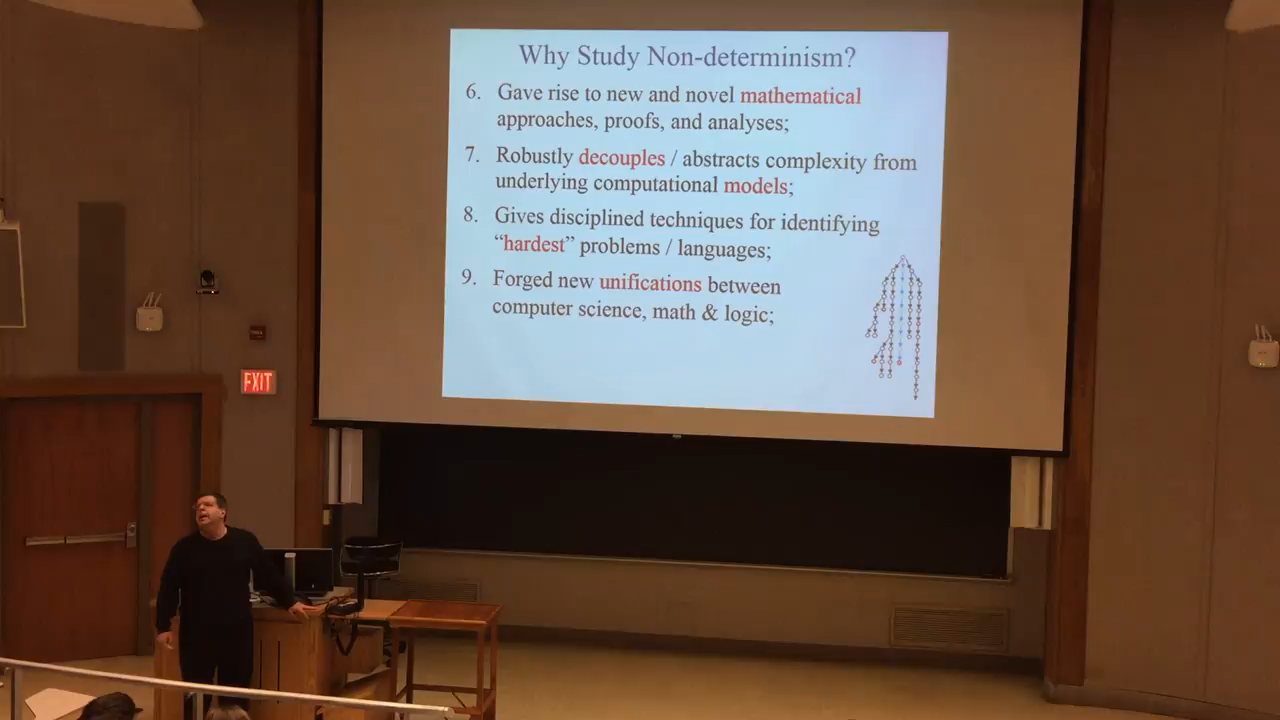 Why Study Non-determinism?
6. Gave rise to new and novel mathematical
approaches, proofs, and analyses;
7. Robustly decouples / abstracts complexity from
underlying computational models;
8. Gives disciplined techniques for identifying
“hardest” problems / languages;
9. Forged new unifications between
computer science, math & logic;
EXIT